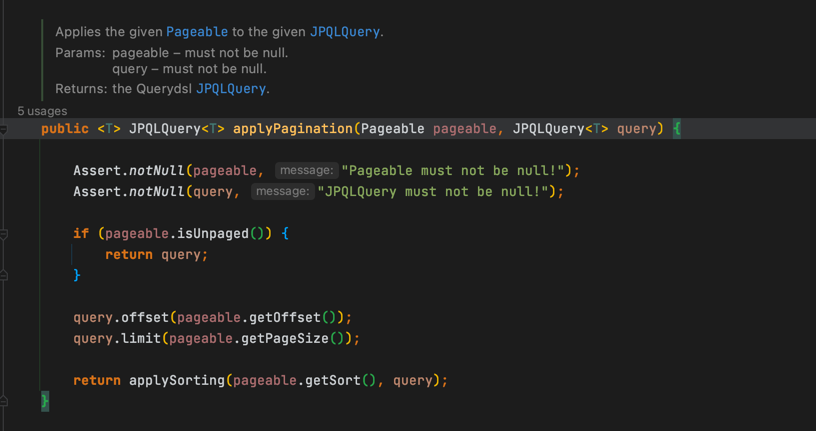 Applies the given Pageable to the given JPQLQuery.
Params: pageable – must not be null.
query – must not be null.
Returns: the Querydsl JPQLQuery.
5 usages
public <T> JPQLQuery<T> applyPagination(Pageable pageable, JPQLQuery<T> query) {
Assert.notNull(pageable, message: "Pageable must not be null!");
Assert.notNull(query, message: "JPQLQuery must not be null!");
if (pageable.isUnpaged()) {
return query;
}
query.offset(pageable.getOffset());
query.limit(pageable.getPageSize());
return applySorting(pageable.getSort(), query);
}